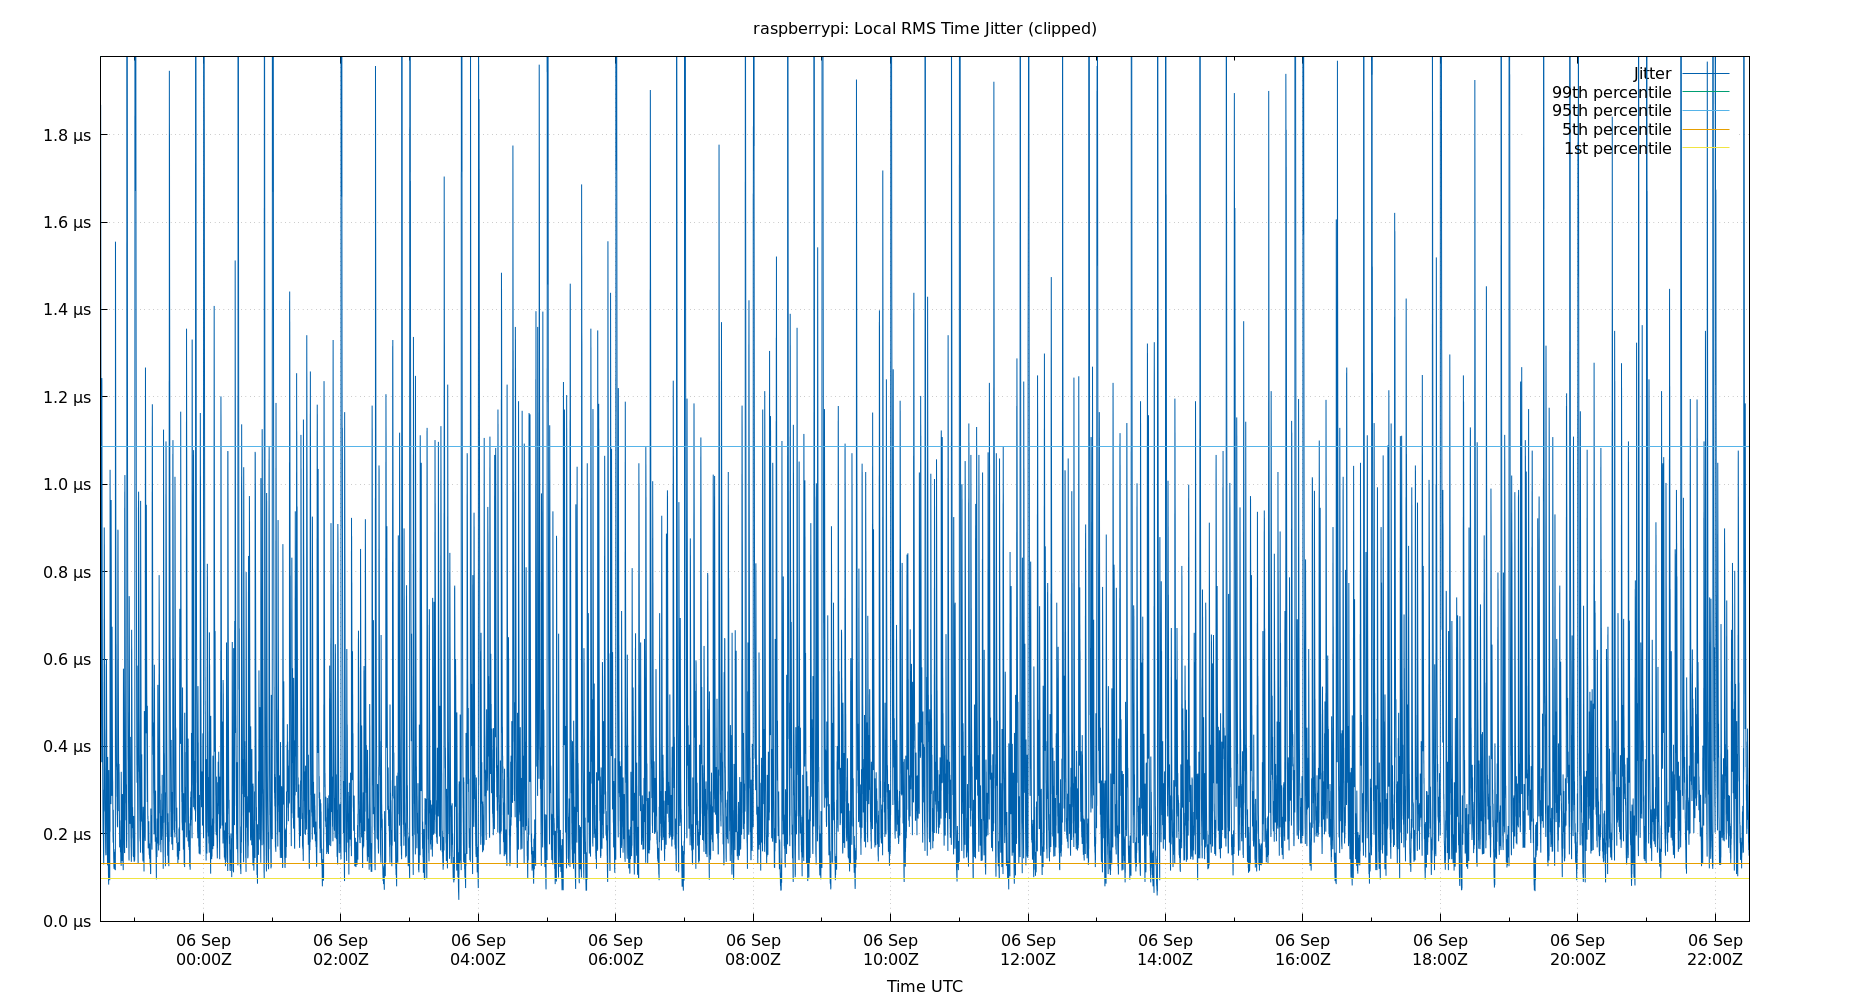 raspberrypi: Local RMS Time Jitter (clipped)
Jitter
99th percentile
95th percentile
5th percentile
1st percentile
1.8 μs
1.6 μs
1.4 μs
1.2 μs
1.0 μs
0.8 μs
0.6 μs
0.4 μs
0.2 μs
0.0 μs
06 Sep 06 Sep 06 Sep 06 Sep 06 Sep 06 Sep 06 Sep 06 Sep 06 Sep 06 Sep 06 Sep 06 Sep
00:00Z 02:00Z 04:00Z 06:00Z 08:00Z 10:00Z 12:00Z 14:00Z 16:00Z 18:00Z 20:00Z 22:00Z
Time UTC